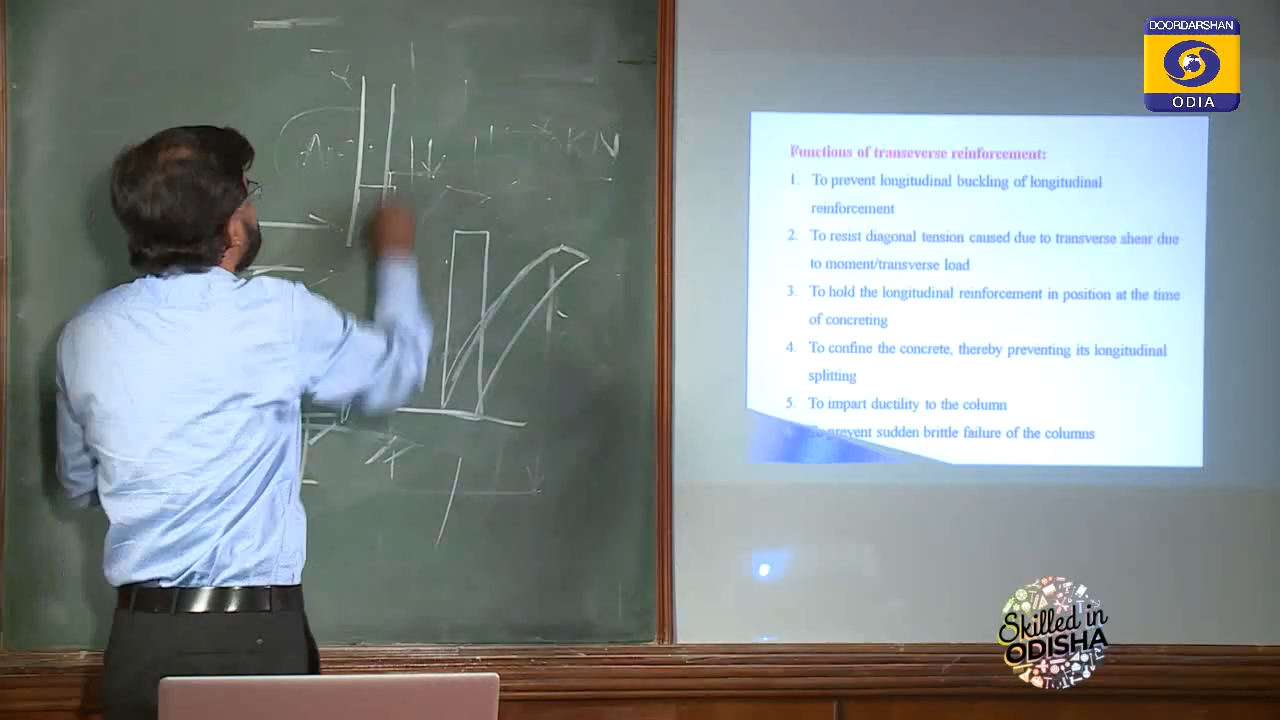 DOORDARSHAN
ODIA
KN
Functions of transeverse reinforcement:
1. To prevent longitudinal buckling of longitudinal
reinforcement
2. To resist diagonal tension caused due to transverse shear due
to moment/transverse load
3. To hold the longitudinal reinforcement in position at the time
of concreting
4. To confine the concrete, thereby preventing its longitudinal
splitting
5. To impart ductility to the column
To prevent sudden brittle failure of the columns
Skilled in
ODISHA